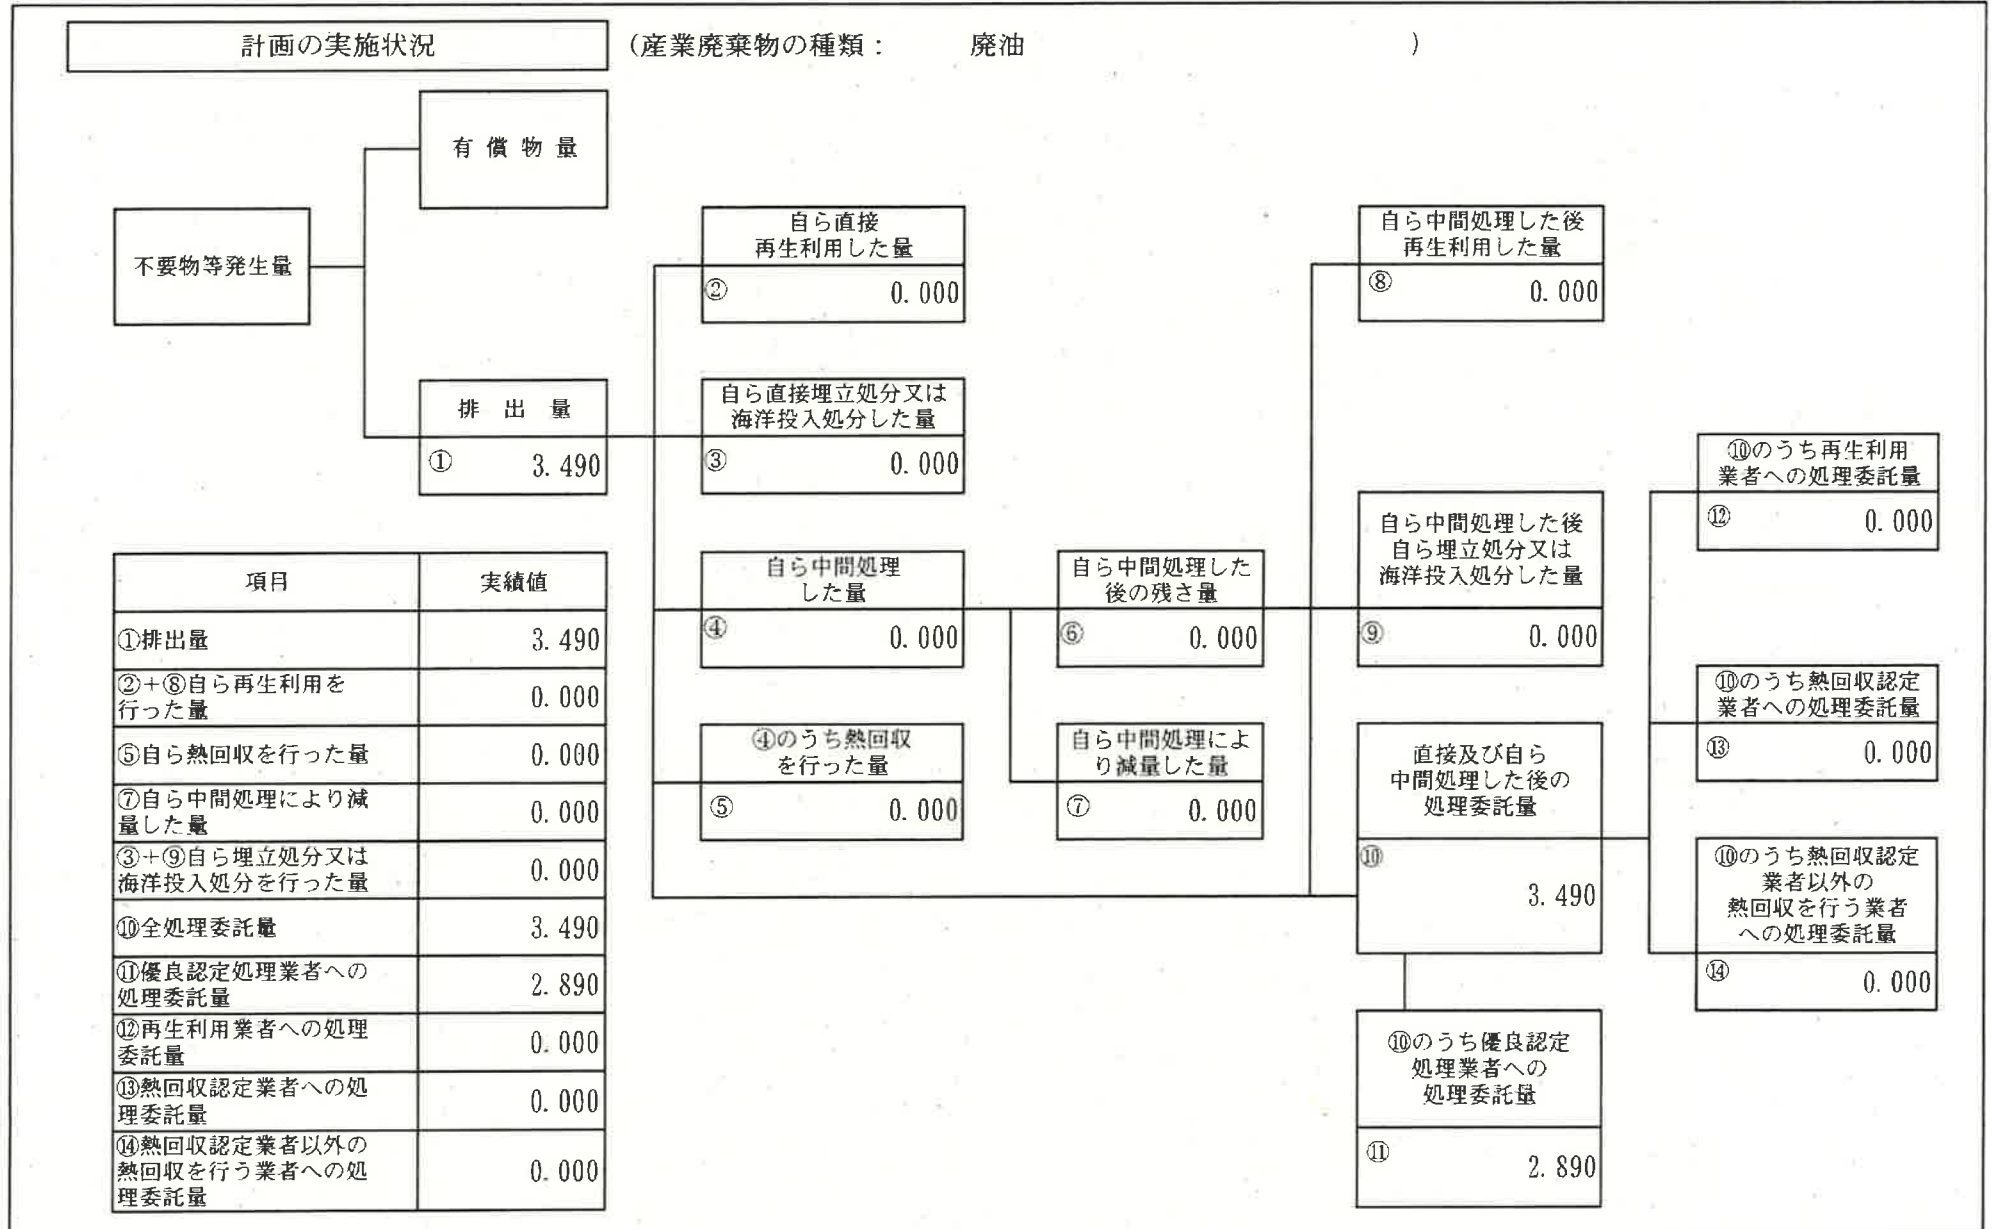 計画の実施状況 （産業廃棄物の種類： 廃油 ）
有償物量
不要物等発生量
排出量
① 3.490
自ら直接
再生利用した量
② 0.000
自ら直接埋立処分又は
海洋投入処分した量
③ 0.000
自ら中間処理
した量
④ 0.000
④のうち熱回収
を行った量
⑤ 0.000
自ら中間処理した
後の残さ量
⑥ 0.000
自ら中間処理によ
り減量した量
⑦ 0.000
自ら中間処理した後
再生利用した量
⑧ 0.000
自ら中間処理した後
自ら埋立処分又は
海洋投入処分した量
⑨ 0.000
直接及び自ら
中間処理した後の
処理委託量
⑩
3.490
⑩のうち優良認定
処理業者への
処理委託量
⑪ 2.890
⑩のうち再生利用
業者への処理委託量
⑫ 0.000
⑩のうち熱回収認定
業者への処理委託量
⑬ 0.000
⑩のうち熱回収認定
業者以外の
熱回収を行う業者
への処理委託量
⑭ 0.000
項目 実績値
①排出量 3.490
②＋⑧自ら再生利用を
行った量 0.000
⑤自ら熱回収を行った量 0.000
⑦自ら中間処理により減
量した量 0.000
③＋⑨自ら埋立処分又は
海洋投入処分を行った量 0.000
⑩全処理委託量 3.490
⑪優良認定処理業者への
処理委託量 2.890
⑫再生利用業者への処理
委託量 0.000
⑬熱回収認定業者への処
理委託量 0.000
⑭熱回収認定業者以外の
熱回収を行う業者への処
理委託量 0.000